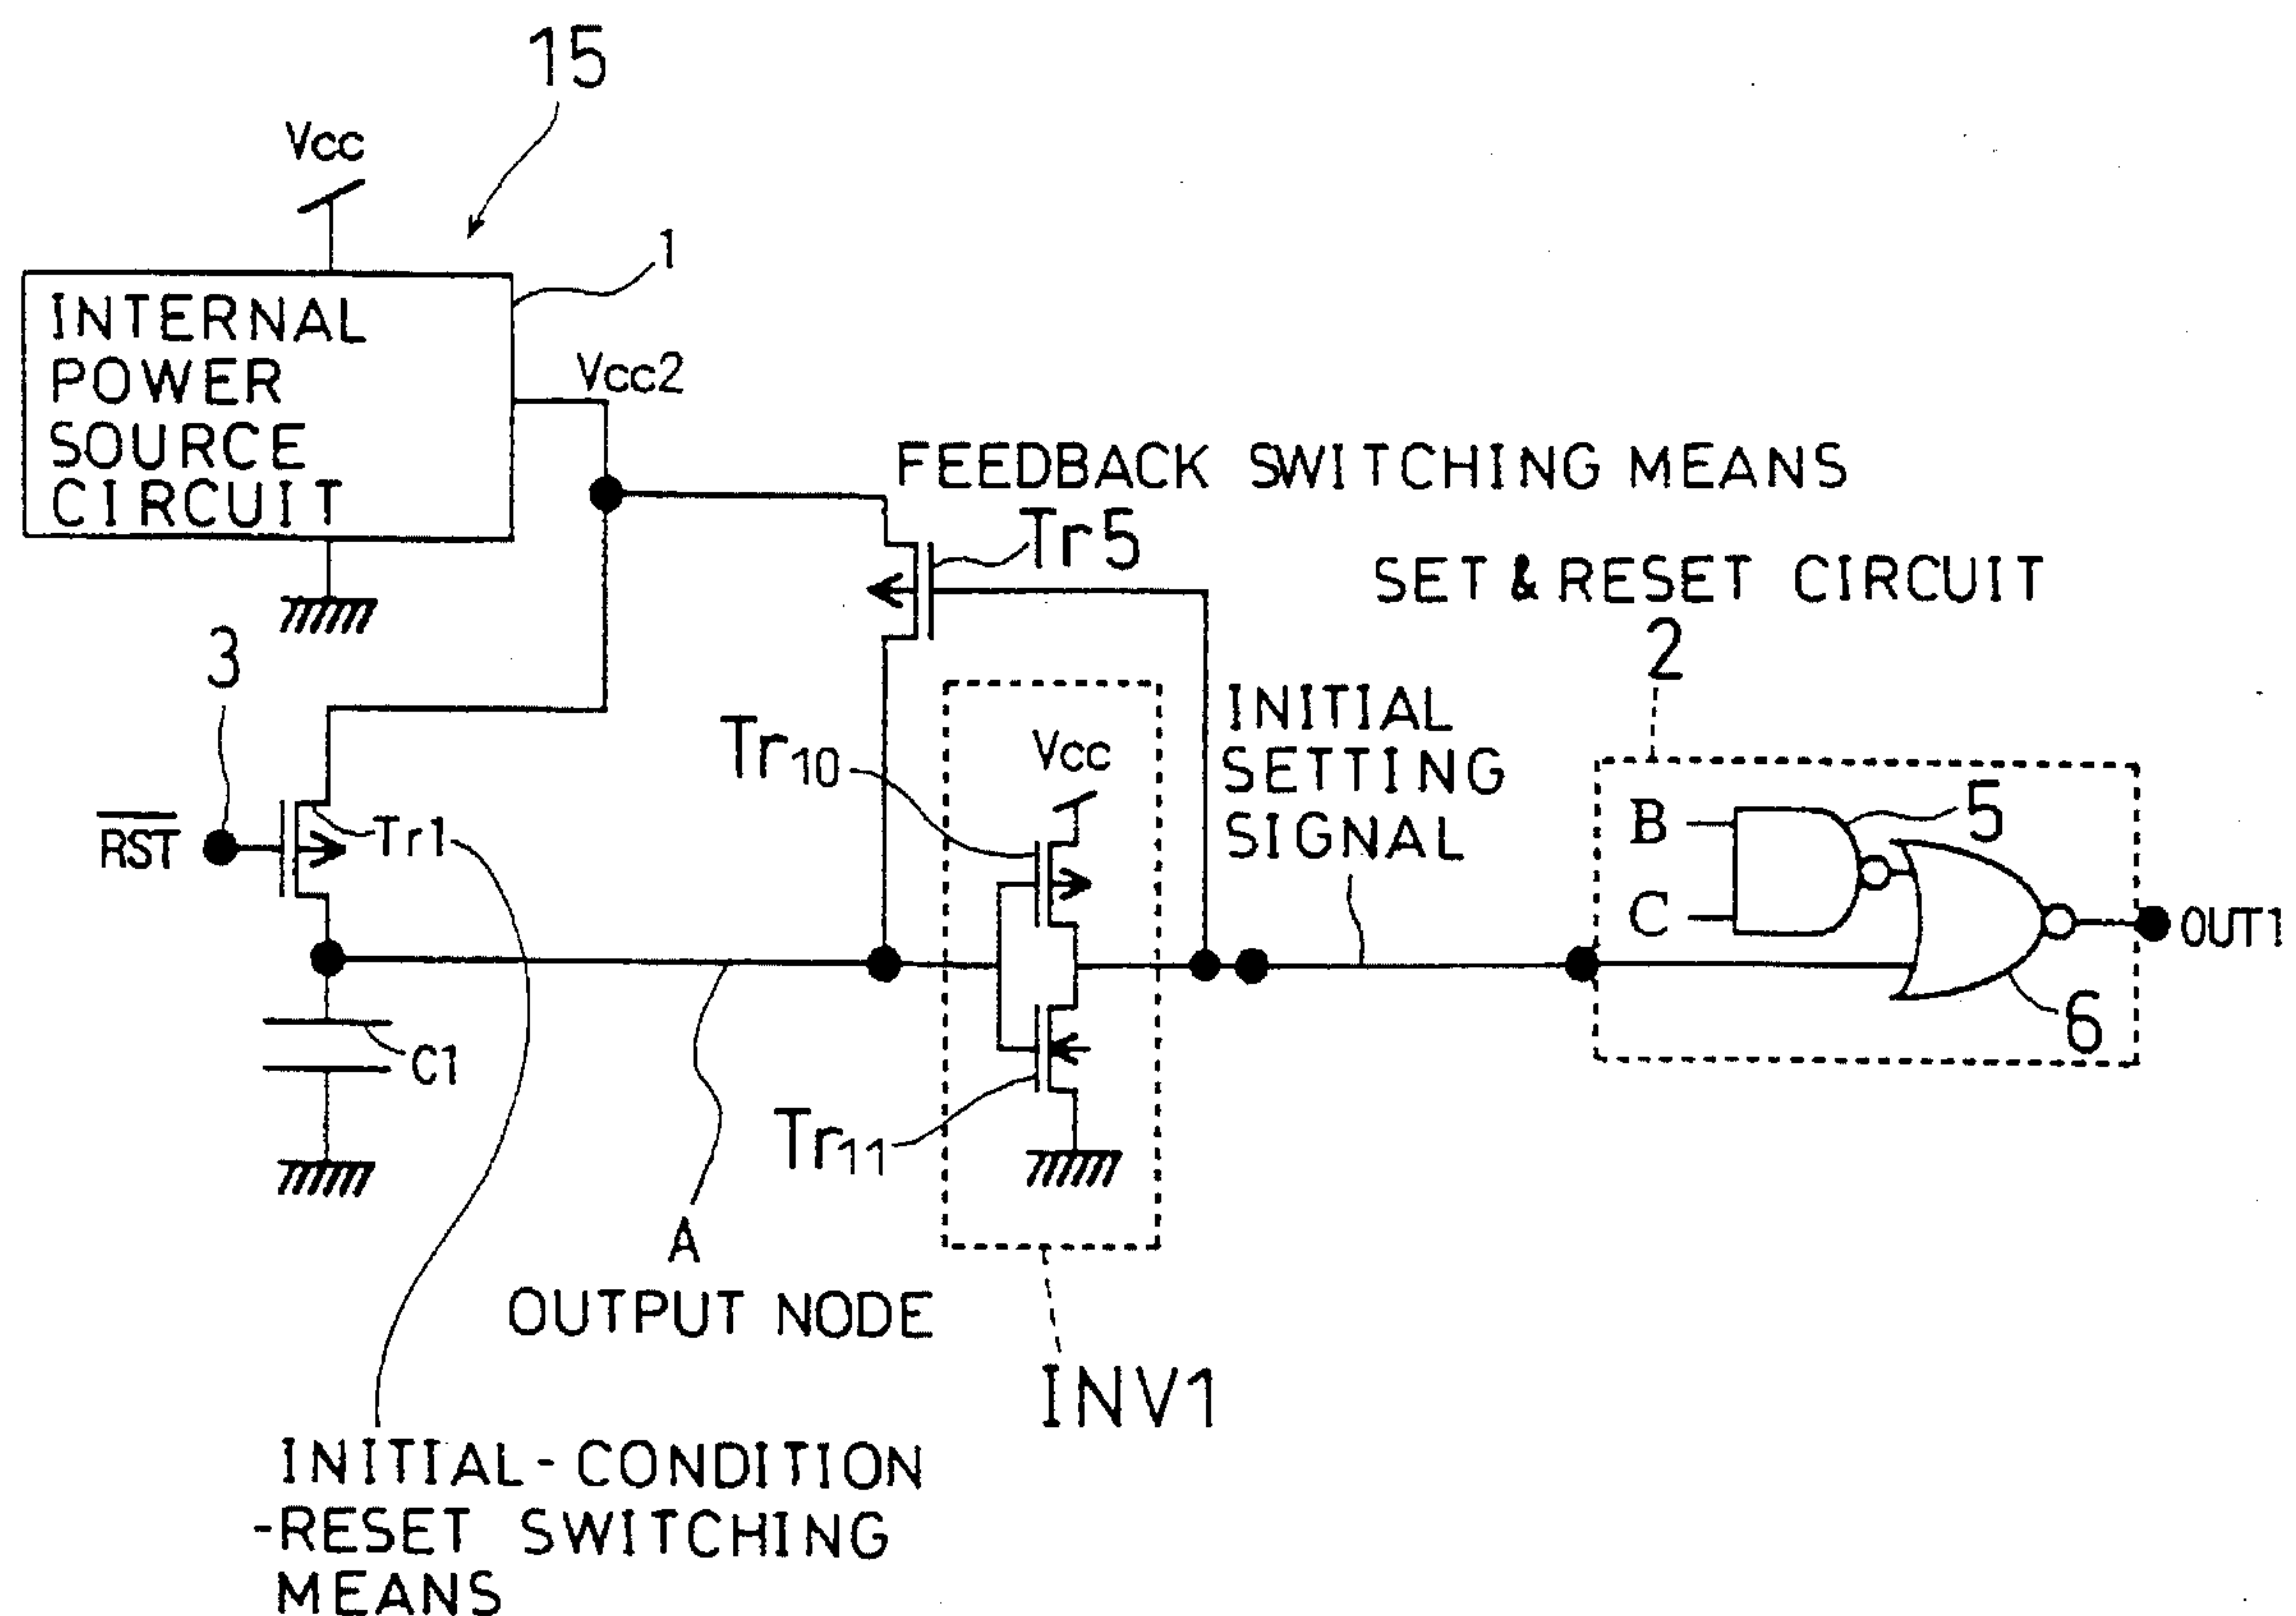 15
Vcc
1
INTERNAL
POWER
SOURCE
CIRCUIT
Vcc2
FEEDBACK SWITCHING MEANS
Tr5
SET & RESET CIRCUIT
2
3
RST
Tr1
Tr10
Vcc
INITIAL
SETTING
SIGNAL
B
C
5
6
OUT1
C1
Tr11
A
OUTPUT NODE
INV1
INITIAL-CONDITION
-RESET SWITCHING
MEANS